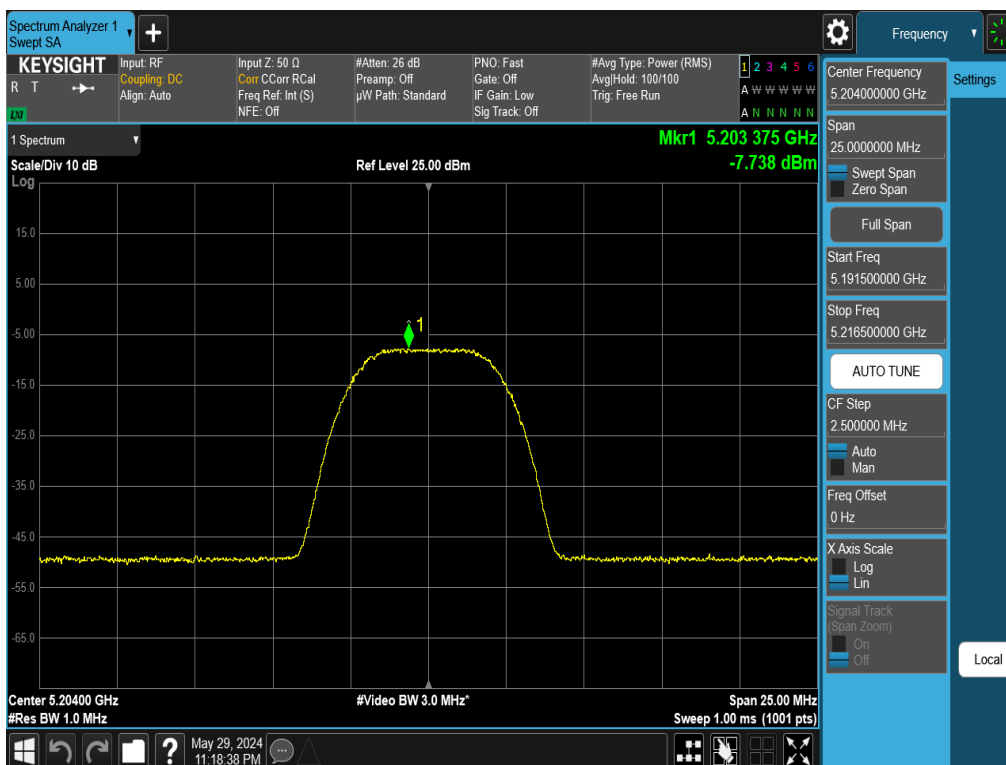 Spectrum Analyzer 1
Swept SA
Frequency
KEYSIGHT
R T
LXI
Input: RF
Coupling: DC
Align: Auto
Input Z: 50 Ω
Corr CCorr RCal
Freq Ref: Int (S)
NFE: Off
#Atten: 26 dB
Preamp: Off
µW Path: Standard
PNO: Fast
Gate: Off
IF Gain: Low
Sig Track: Off
#Avg Type: Power (RMS)
Avg|Hold: 100/100
Trig: Free Run
1 2 3 4 5 6
A W W W W W
A N N N N N
1 Spectrum
Mkr1 5.203 375 GHz
Scale/Div 10 dB
Ref Level 25.00 dBm
-7.738 dBm
Log
15.0
5.00
-5.00
-15.0
-25.0
-35.0
-45.0
-55.0
-65.0
1
Center 5.20400 GHz
#Video BW 3.0 MHz*
Span 25.00 MHz
#Res BW 1.0 MHz
Sweep 1.00 ms (1001 pts)
Center Frequency
5.204000000 GHz
Settings
Span
25.0000000 MHz
Swept Span
Zero Span
Full Span
Start Freq
5.191500000 GHz
Stop Freq
5.216500000 GHz
AUTO TUNE
CF Step
2.500000 MHz
Auto
Man
Freq Offset
0 Hz
X Axis Scale
Log
Lin
Signal Track
(Span Zoom)
On
Off
Local
?
May 29, 2024
11:18:38 PM